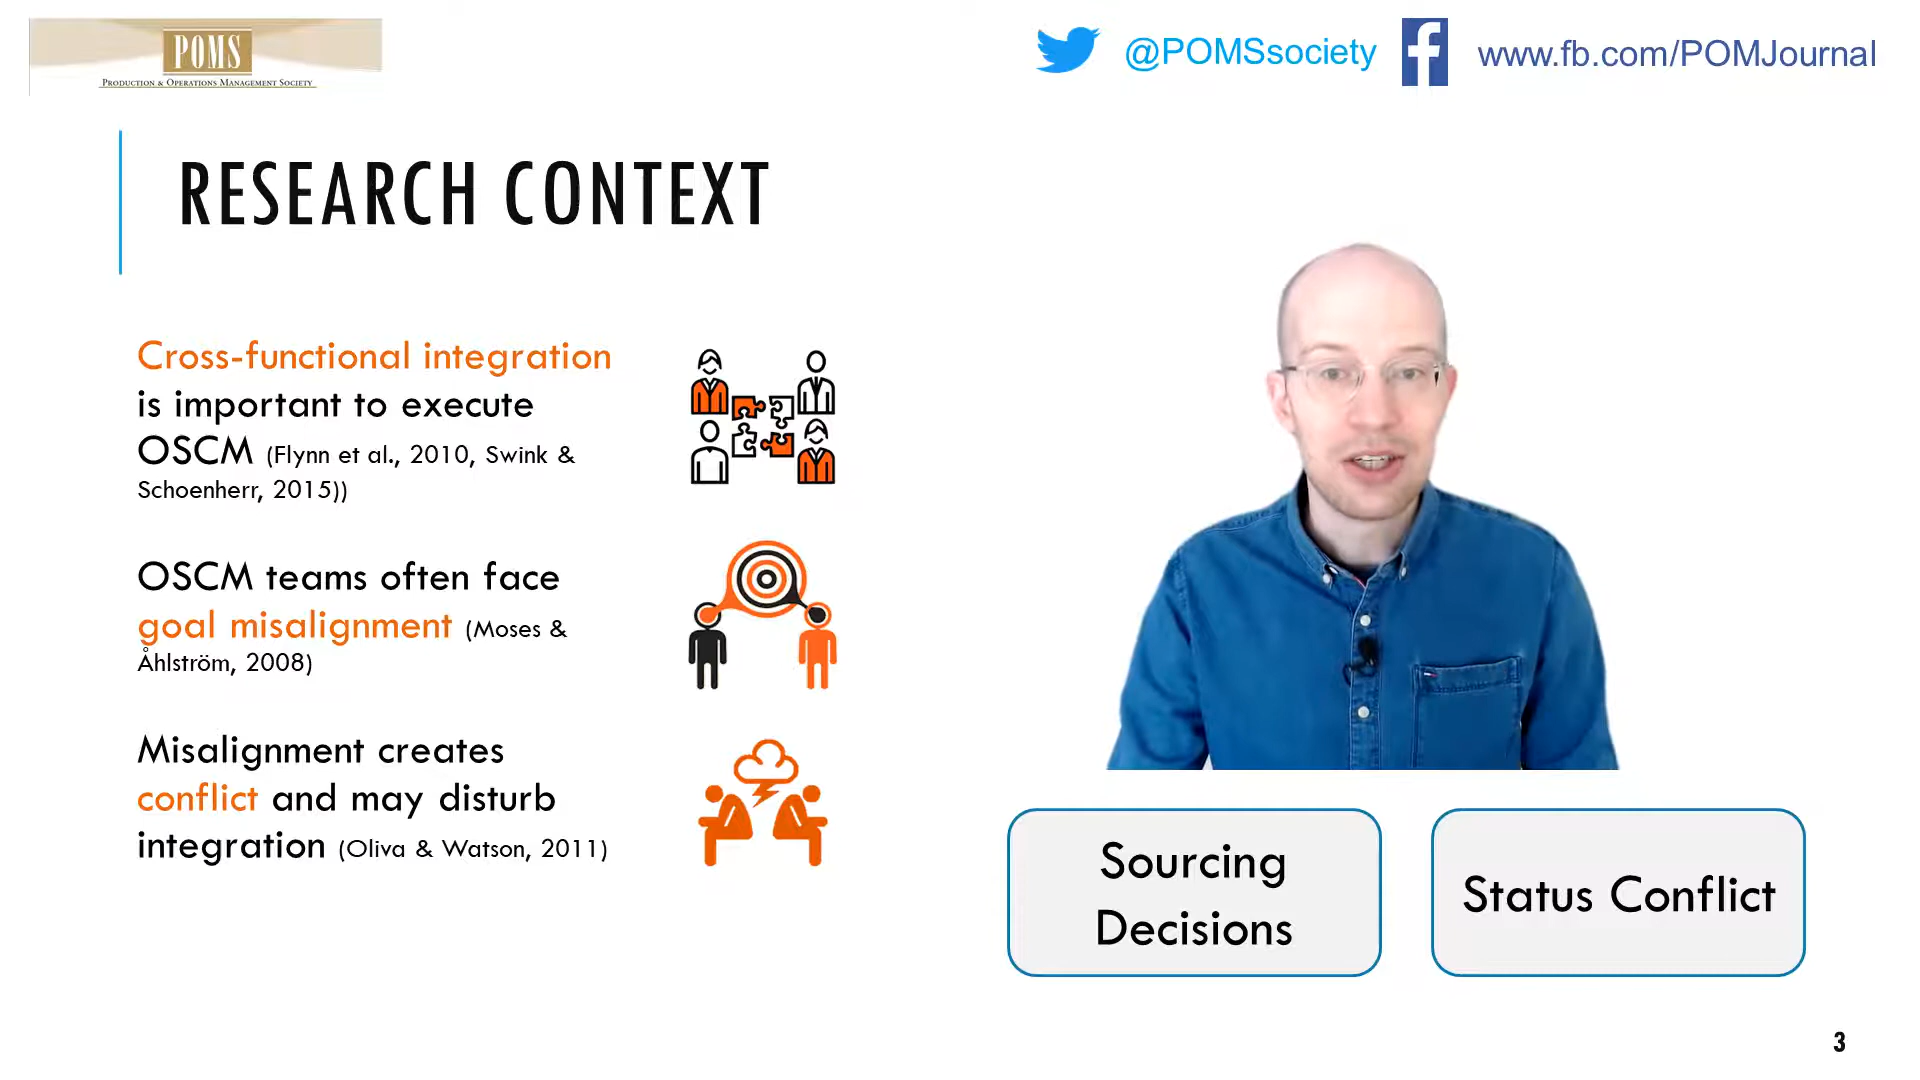 POMS
PRODUCTION & OPERATIONS MANAGEMENT SOCIETY
@POMSsociety
www.fb.com/POMJournal
RESEARCH CONTEXT
Cross-functional integration
is important to execute
OSCM (Flynn et al., 2010, Swink &
Schoenherr, 2015))
OSCM teams often face
goal misalignment (Moses &
Åhlström, 2008)
Misalignment creates
conflict and may disturb
integration (Oliva & Watson, 2011)
Sourcing
Decisions
Status Conflict
3